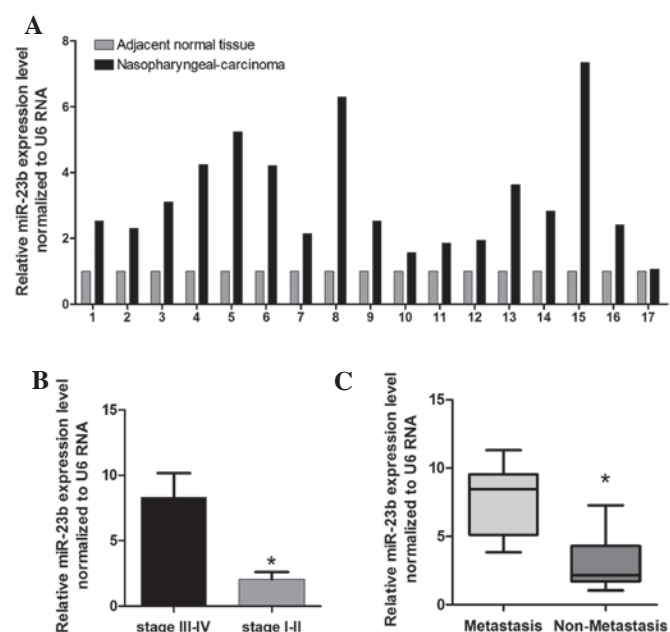 A
Relative miR-23b expression level
normalized to U6 RNA
8
6
4
2
0
Adjacent normal tissue
Nasopharyngeal-carcinoma
1 2 3 4 5 6 7 8 9 10 11 12 13 14 15 16 17
B
Relative miR-23b expression level
normalized to U6 RNA
15
10
5
0
*
stage III-IV stage I-II
C
Relative miR-23b expression level
normalized to U6 RNA
15
10
5
0
*
Metastasis Non-Metastasis